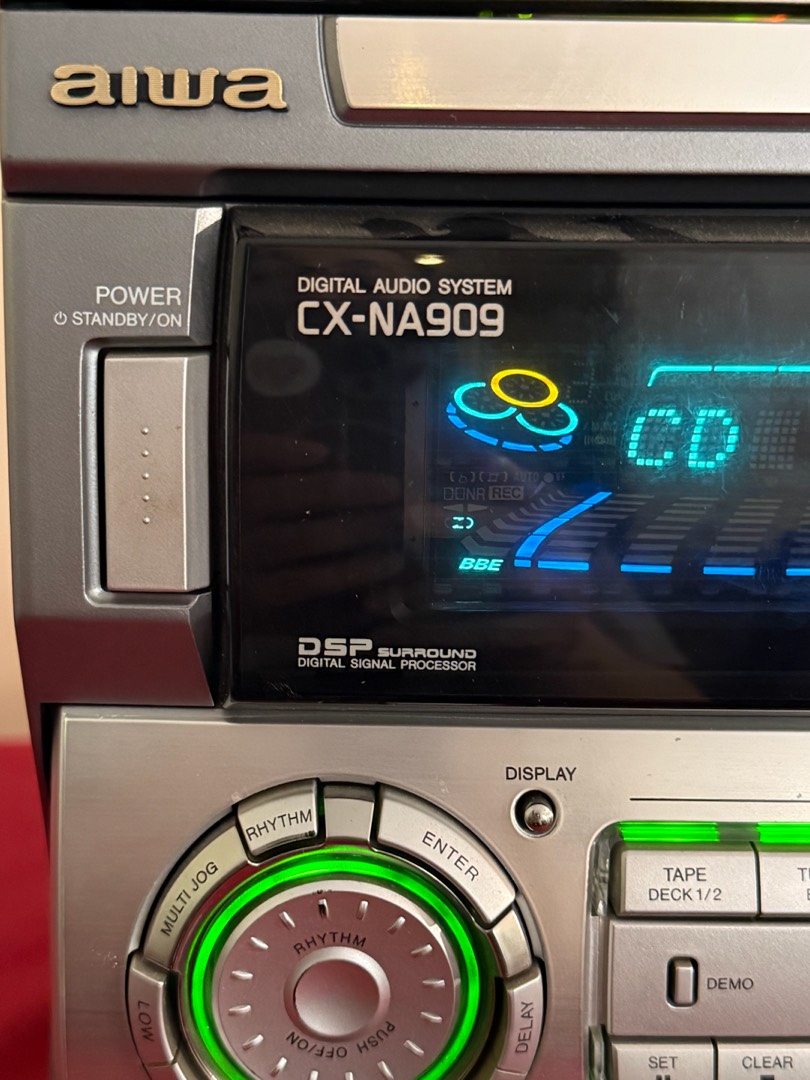 aiwa
POWER
⏻ STANDBY/ON
DIGITAL AUDIO SYSTEM
CX-NA909
CD
REC
BBE
DSP SURROUND
DIGITAL SIGNAL PROCESSOR
DISPLAY
RHYTHM
ENTER
MULTI JOG
TAPE
DECK 1/2
RHYTHM
DEMO
LOW
PUSH OFF/ON
DELAY
SET
CLEAR